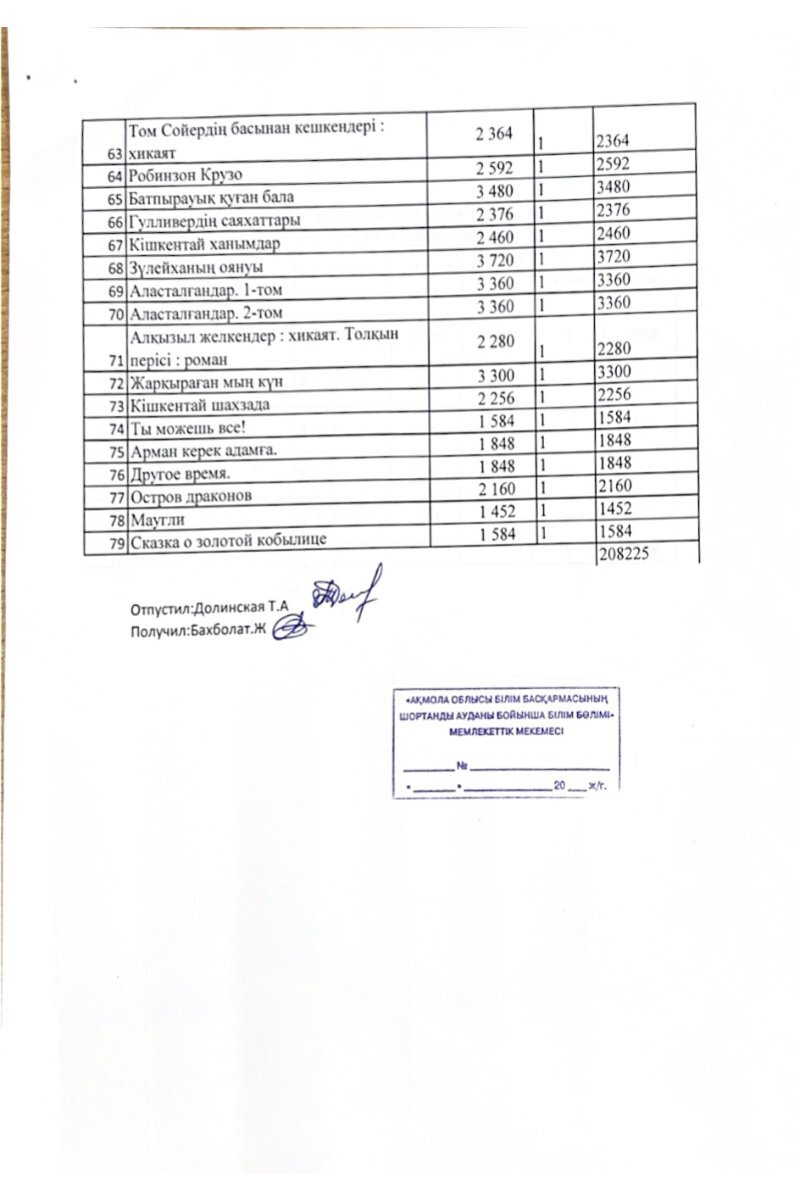 63 Том Сойердің басынан кешкендері : хикаят 2 364 1 2364
64 Робинзон Крузо 2 592 1 2592
65 Батпырауық қуған бала 3 480 1 3480
66 Гулливердің саяхаттары 2 376 1 2376
67 Кішкентай ханымдар 2 460 1 2460
68 Зүлейханың оянуы 3 720 1 3720
69 Аласталғандар. 1-том 3 360 1 3360
70 Аласталғандар. 2-том 3 360 1 3360
71 Алқызыл желкендер : хикаят. Толқын перісі : роман 2 280 1 2280
72 Жарқыраған мың күн 3 300 1 3300
73 Кішкентай шахзада 2 256 1 2256
74 Ты можешь все! 1 584 1 1584
75 Арман керек адамға. 1 848 1 1848
76 Другое время. 1 848 1 1848
77 Остров драконов 2 160 1 2160
78 Маугли 1 452 1 1452
79 Сказка о золотой кобылице 1 584 1 1584
208225
Отпустил:Долинская Т.А
Получил:Бахболат.Ж
«АҚМОЛА ОБЛЫСЫ БІЛІМ БАСҚАРМАСЫНЫҢ
ШОРТАНДЫ АУДАНЫ БОЙЫНША БІЛІМ БӨЛІМІ»
МЕМЛЕКЕТТІК МЕКЕМЕСІ
_______ № ____________________
« ______ » _____________ 20 ___ ж/г.